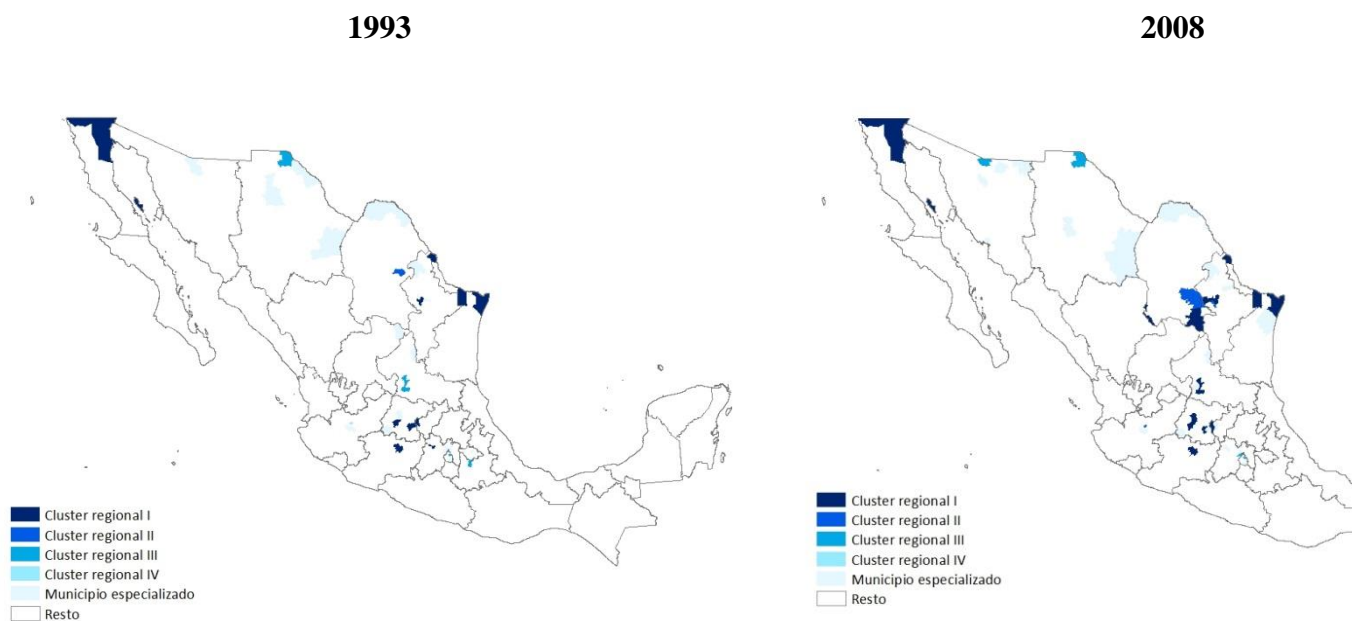 1993
2008
Cluster regional I
Cluster regional II
Cluster regional III
Cluster regional IV
Municipio especializado
Resto
Cluster regional I
Cluster regional II
Cluster regional III
Cluster regional IV
Municipio especializado
Resto